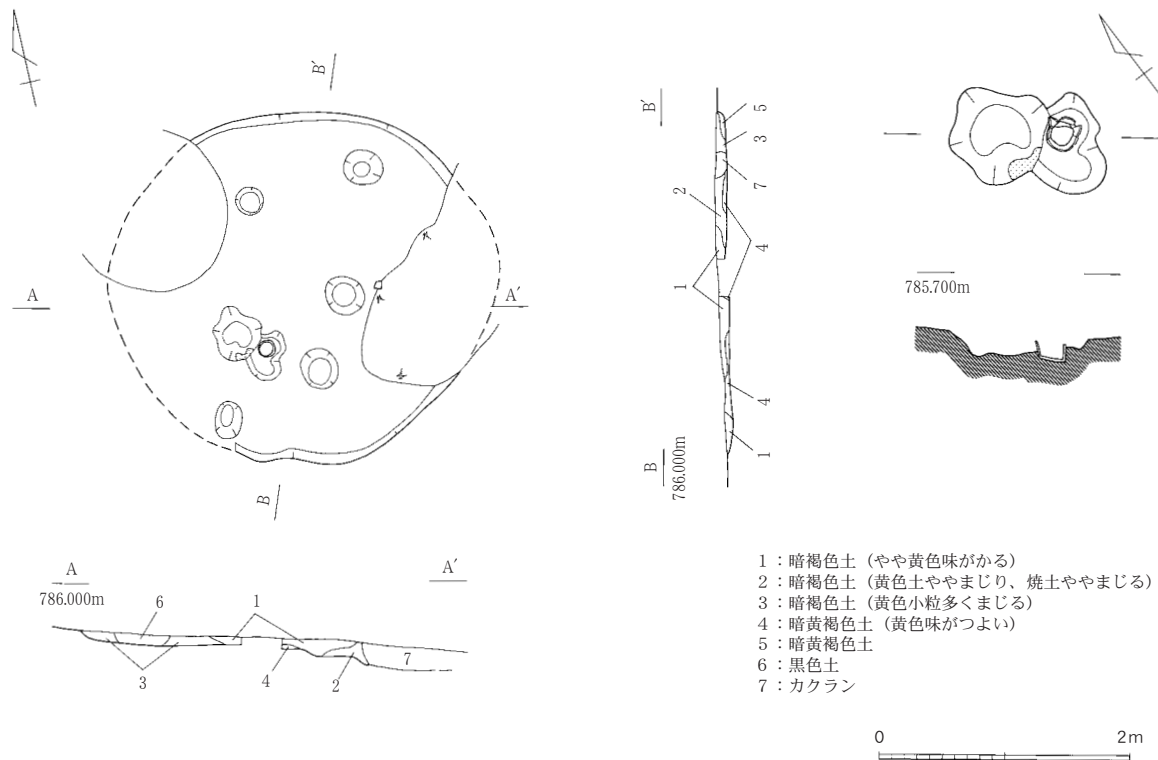 B′
A
A′
B
B′
5
3
7
2
4
1
4
1
B
786.000m
785.700m
A
A′
786.000m
6
1
7
3
4
2
1：暗褐色土（やや黄色味がかる）
2：暗褐色土（黄色土ややまじり、焼土ややまじる）
3：暗褐色土（黄色小粒多くまじる）
4：暗黄褐色土（黄色味がつよい）
5：暗黄褐色土
6：黒色土
7：カクラン
0 2m